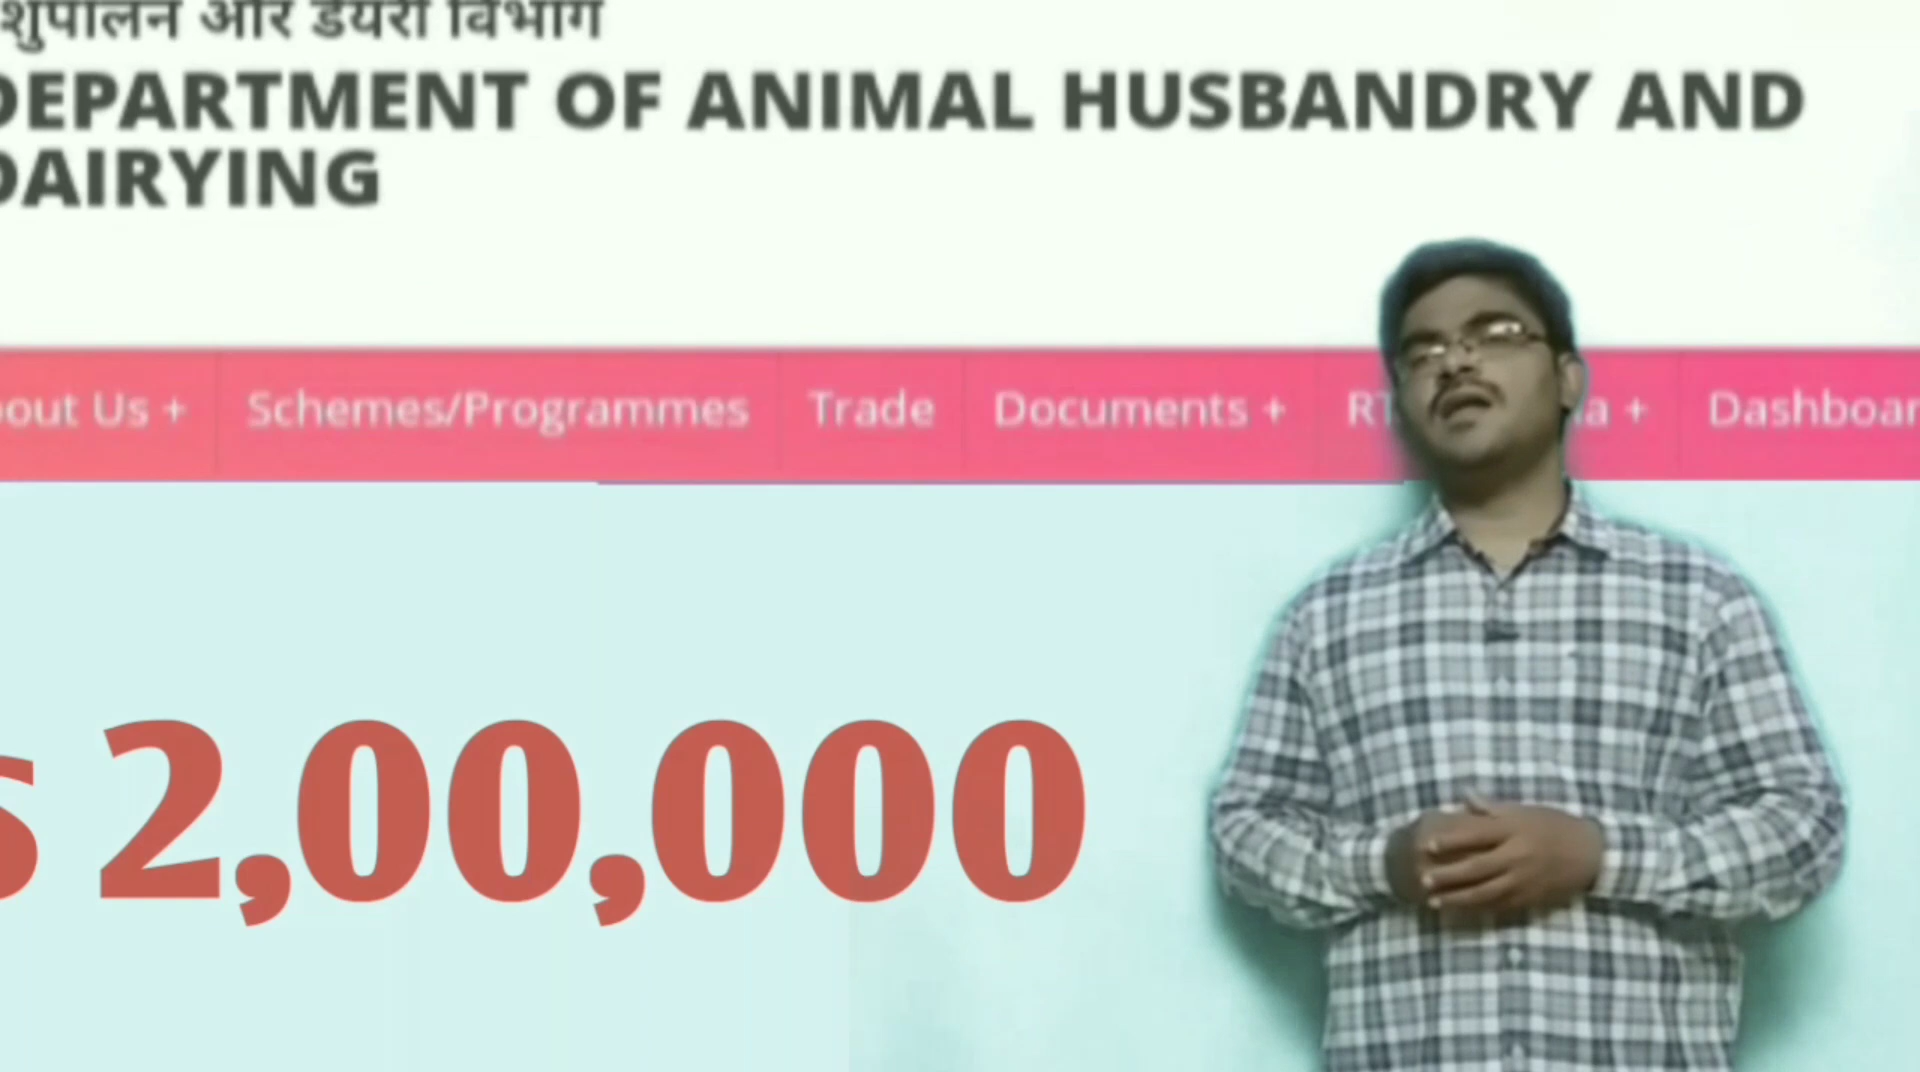 शुपालन और डेयरी विभाग
DEPARTMENT OF ANIMAL HUSBANDRY AND
DAIRYING
out Us + Schemes/Programmes Trade Documents + RT a + Dashboar
s 2,00,000